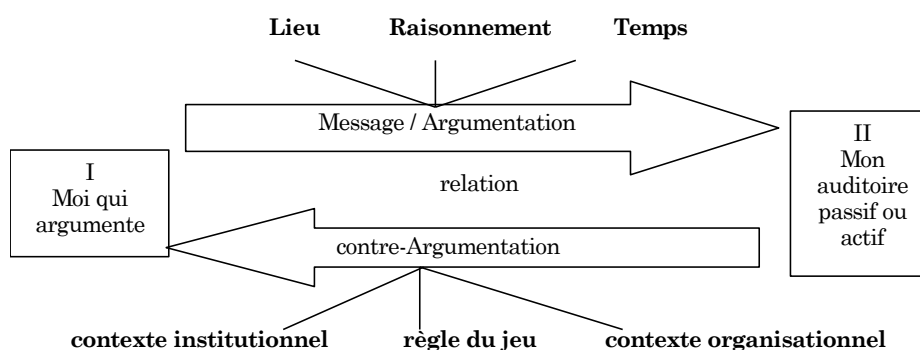 Lieu Raisonnement Temps
Message / Argumentation
I
Moi qui
argumente
relation
II
Mon
auditoire
passif ou
actif
contre-Argumentation
contexte institutionnel règle du jeu contexte organisationnel